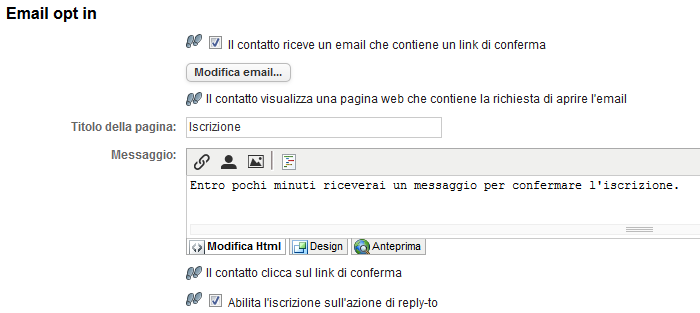 Email opt in
Il contatto riceve un email che contiene un link di conferma
Modifica email...
Il contatto visualizza una pagina web che contiene la richiesta di aprire l'email
Titolo della pagina: Iscrizione
Messaggio:
Entro pochi minuti riceverai un messaggio per confermare l'iscrizione.
Modifica Html Design Anteprima
Il contatto clicca sul link di conferma
Abilita l'iscrizione sull'azione di reply-to